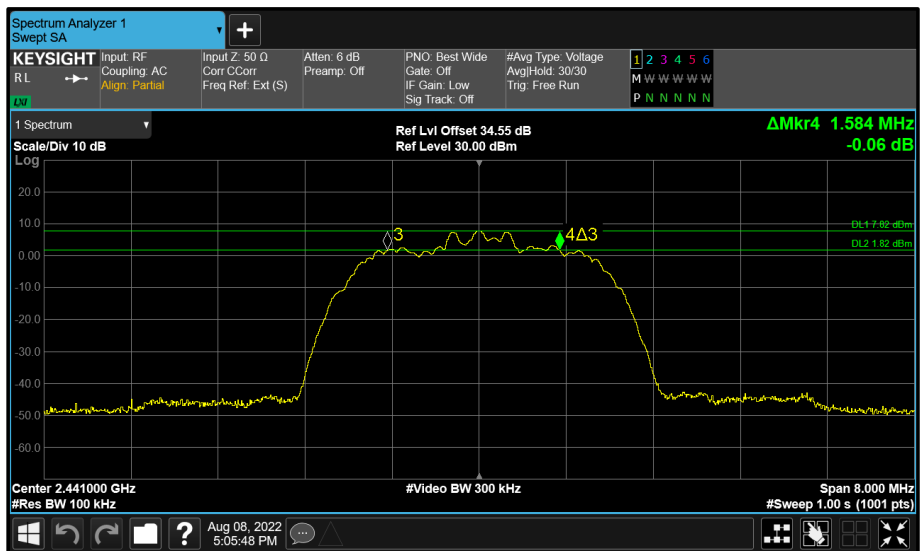 Spectrum Analyzer 1
Swept SA
KEYSIGHT
R L
LXI
Input: RF
Coupling: AC
Align: Partial
Input Z: 50 Ω
Corr CCorr
Freq Ref: Ext (S)
Atten: 6 dB
Preamp: Off
PNO: Best Wide
Gate: Off
IF Gain: Low
Sig Track: Off
#Avg Type: Voltage
Avg|Hold: 30/30
Trig: Free Run
1 2 3 4 5 6
M W W W W W
P N N N N N
1 Spectrum
Scale/Div 10 dB
Ref Lvl Offset 34.55 dB
Ref Level 30.00 dBm
ΔMkr4 1.584 MHz
-0.06 dB
Log
20.0
10.0
0.00
-10.0
-20.0
-30.0
-40.0
-50.0
-60.0
3
4Δ3
DL1 7.82 dBm
DL2 1.82 dBm
Center 2.441000 GHz
#Video BW 300 kHz
Span 8.000 MHz
#Res BW 100 kHz
#Sweep 1.00 s (1001 pts)
?
Aug 08, 2022
5:05:48 PM